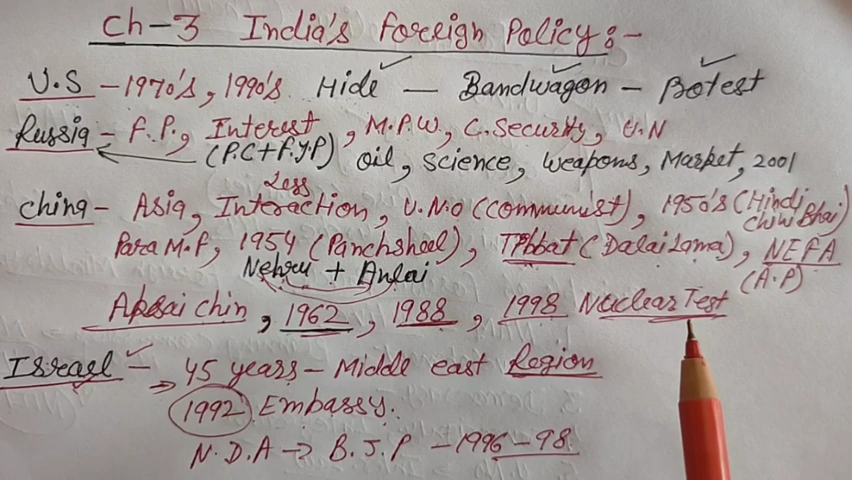 Ch-3 India's Foreign Policy:-
U.S - 1970's, 1990's Hide - Bandwagon - Botest
Russia - F.P., Interest, M.P.W., C.Security, U.N
(P.C+F.Y.P) oil, science, weapons, Market, 2001
Less
China - Asia, Interaction, U.N.O (Communist), 1950's (Hindi
Chini Bhai)
Para M.F, 1954 (Panchsheel), Tibbat (Dalai Lama), NEFA
Nehru + Anlai (A.P)
Aksai chin, 1962, 1988, 1998 Nuclear Test
Israel - 45 years - Middle east Region
1992 Embassy.
N.D.A → B.J.P - 1996-98